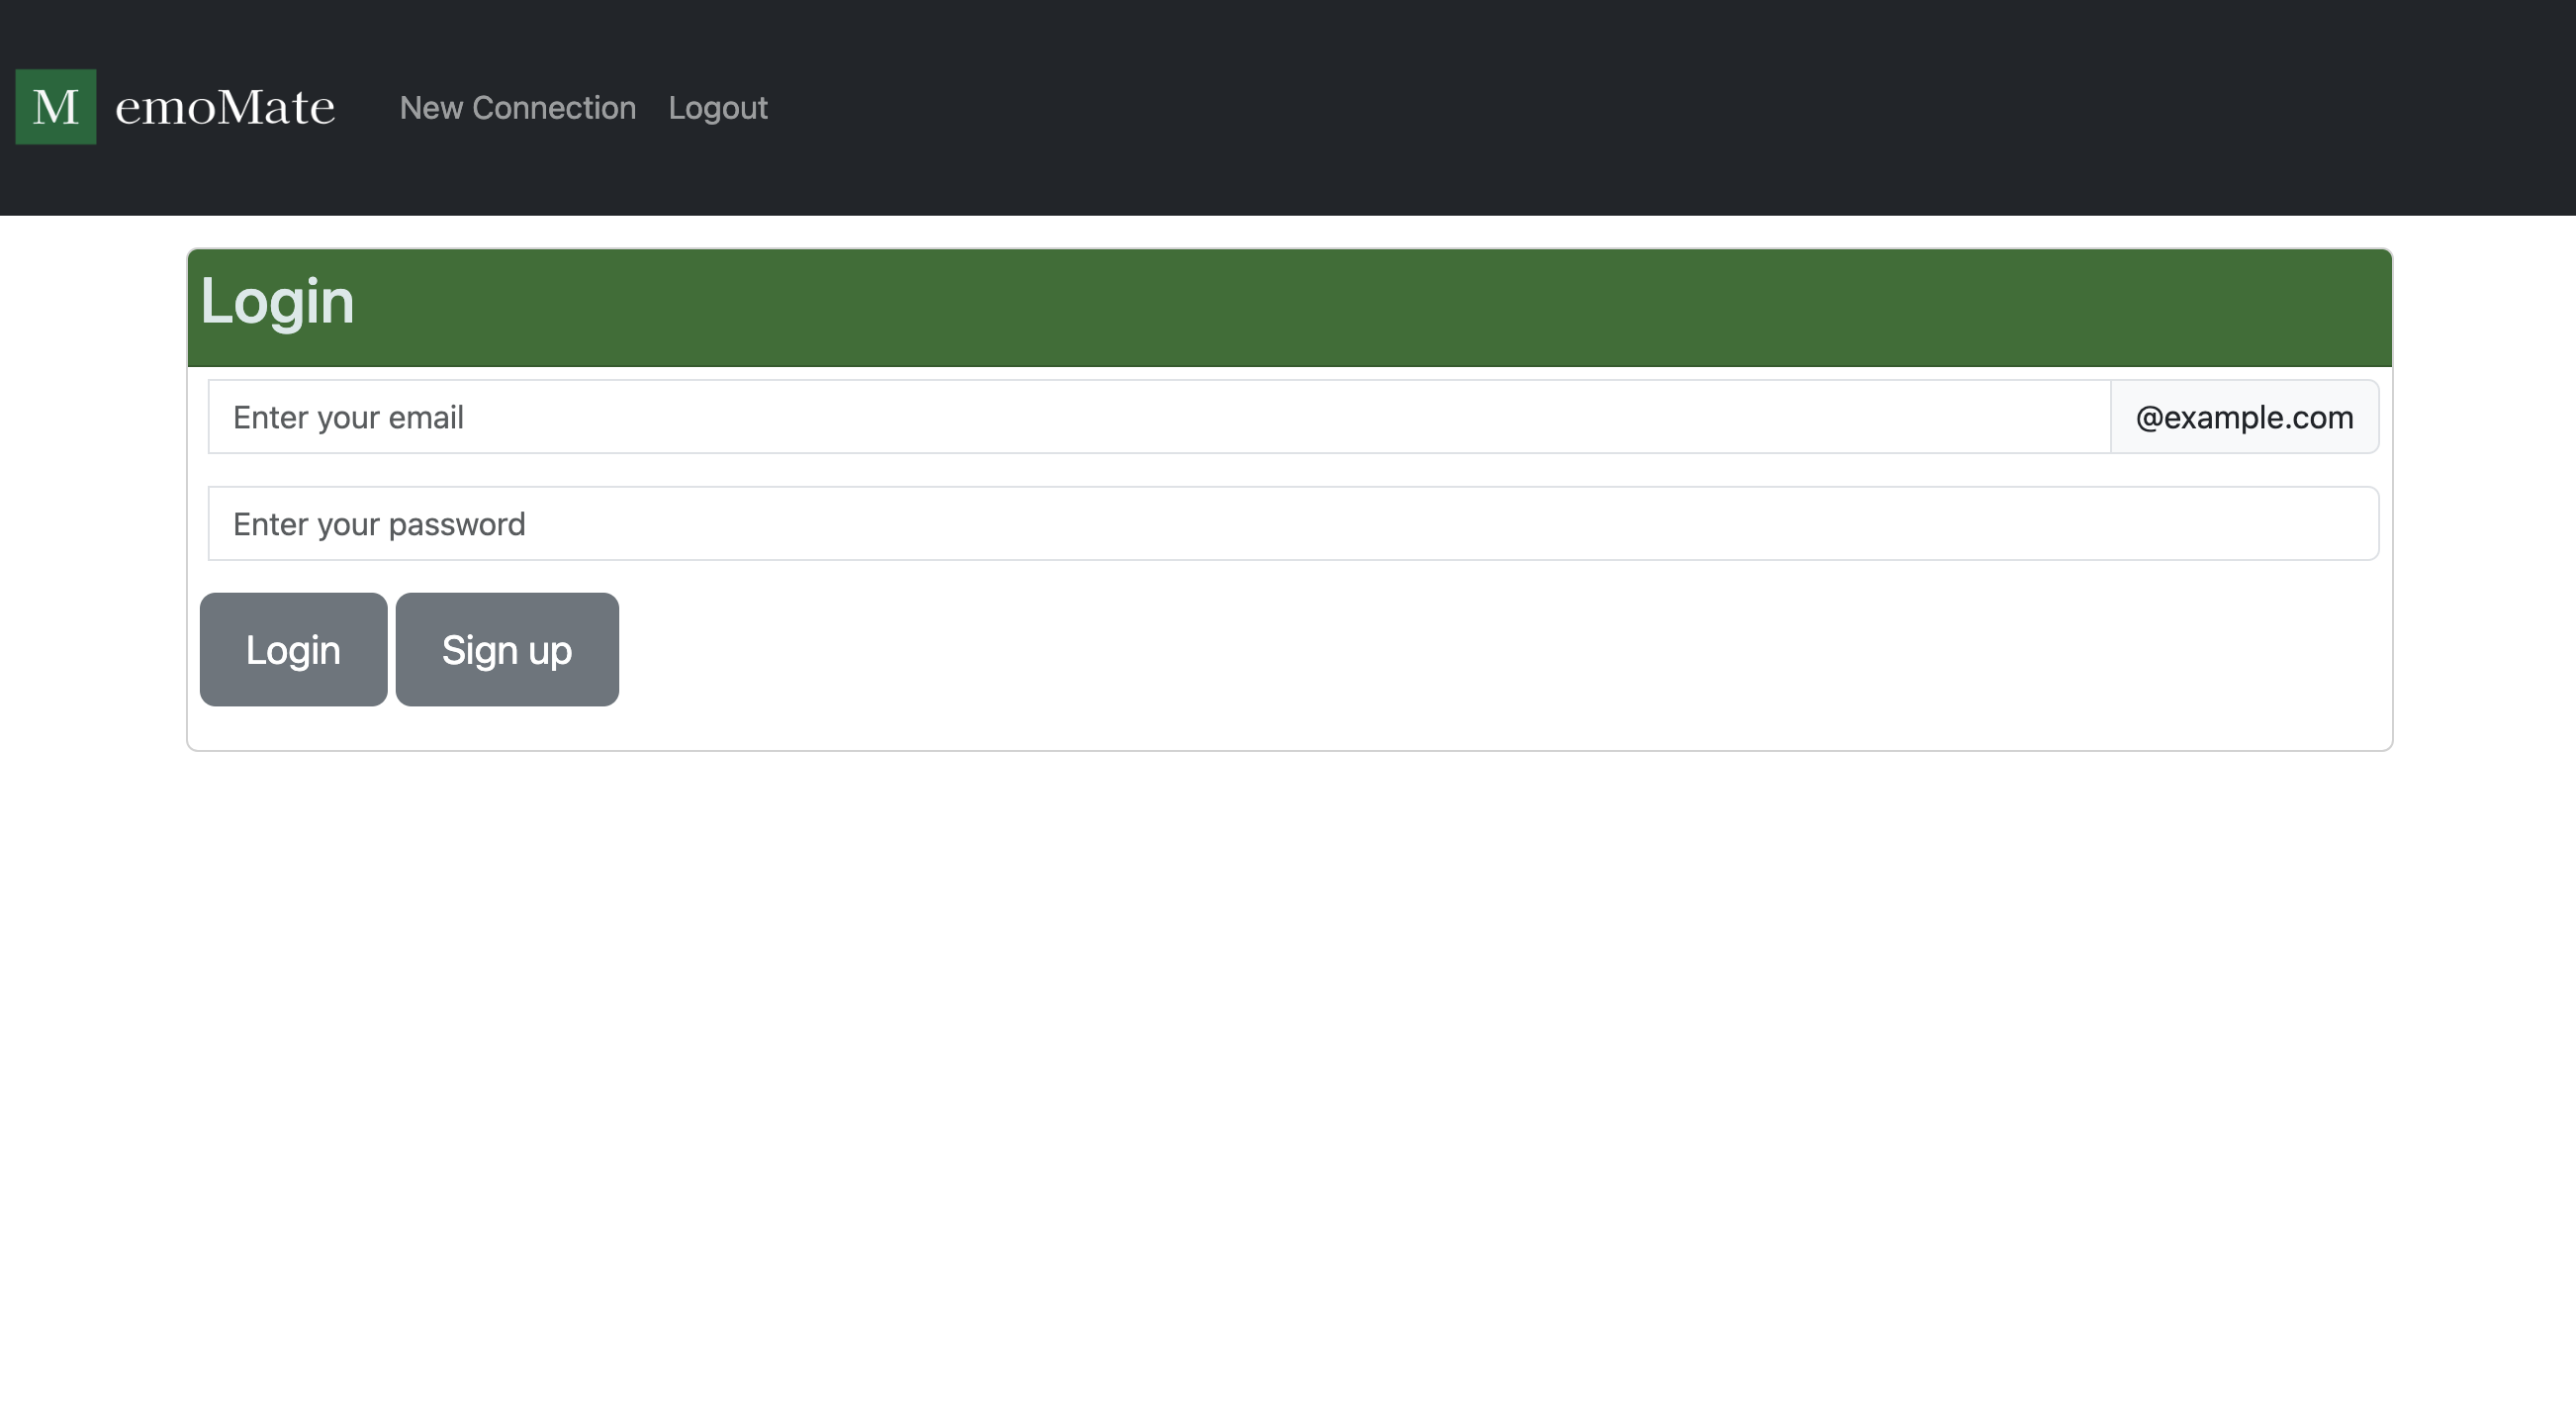 M emoMate New Connection Logout
Login
Enter your email @example.com
Enter your password
Login Sign up